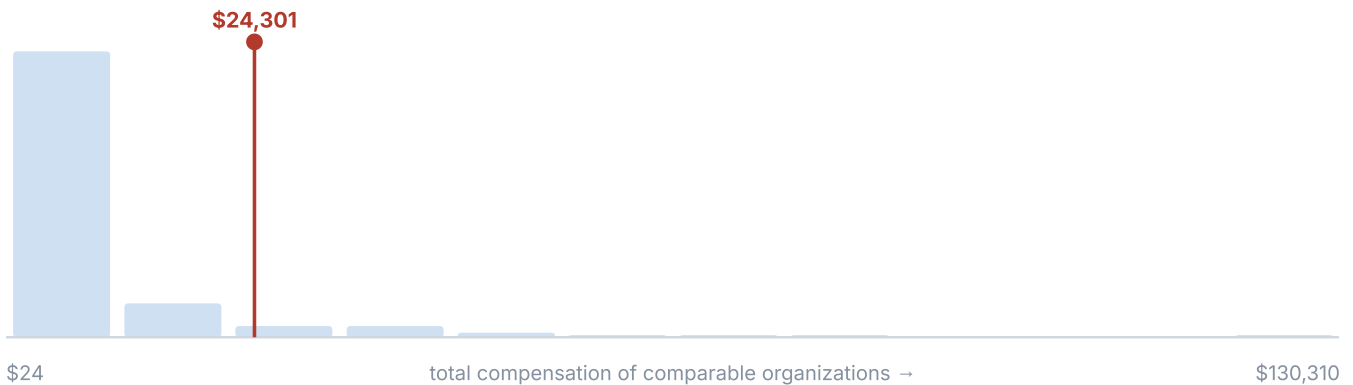 $24,301
$24 total compensation of comparable organizations → $130,310